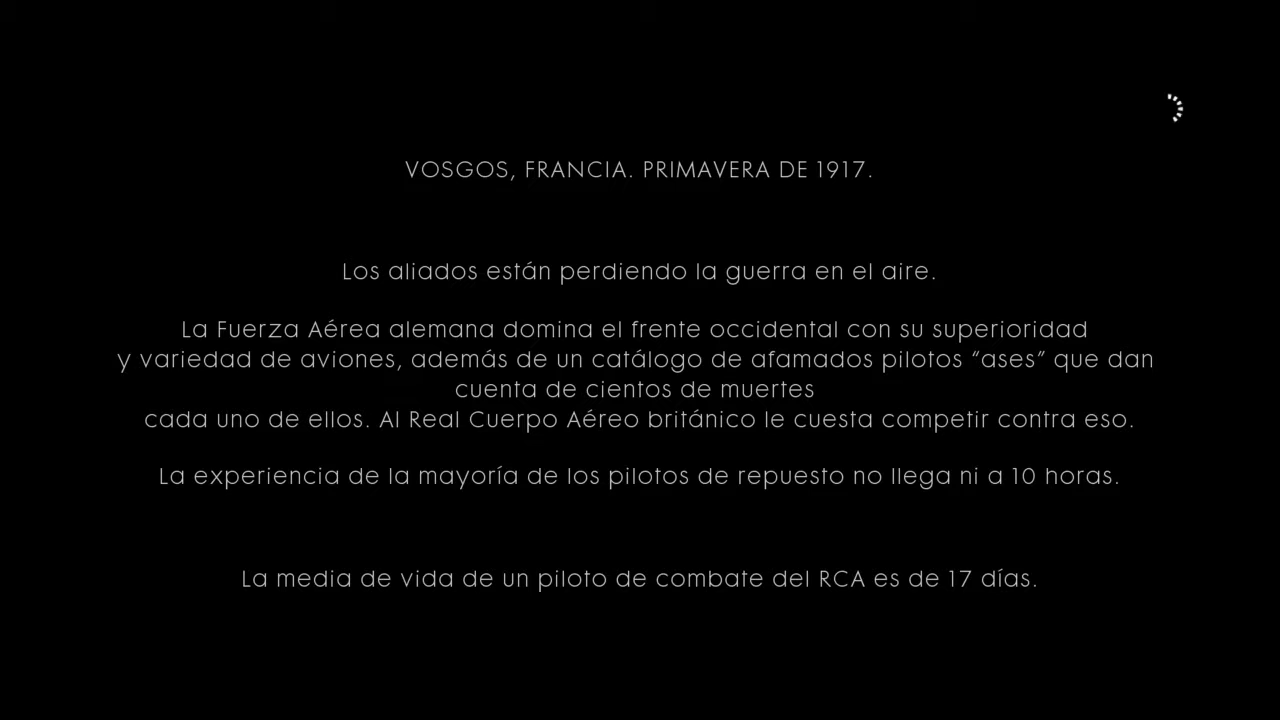 VOSGOS, FRANCIA. PRIMAVERA DE 1917.
Los aliados están perdiendo la guerra en el aire.
La Fuerza Aérea alemana domina el frente occidental con su superioridad
y variedad de aviones, además de un catálogo de afamados pilotos “ases” que dan
cuenta de cientos de muertes
cada uno de ellos. Al Real Cuerpo Aéreo británico le cuesta competir contra eso.
La experiencia de la mayoría de los pilotos de repuesto no llega ni a 10 horas.
La media de vida de un piloto de combate del RCA es de 17 días.